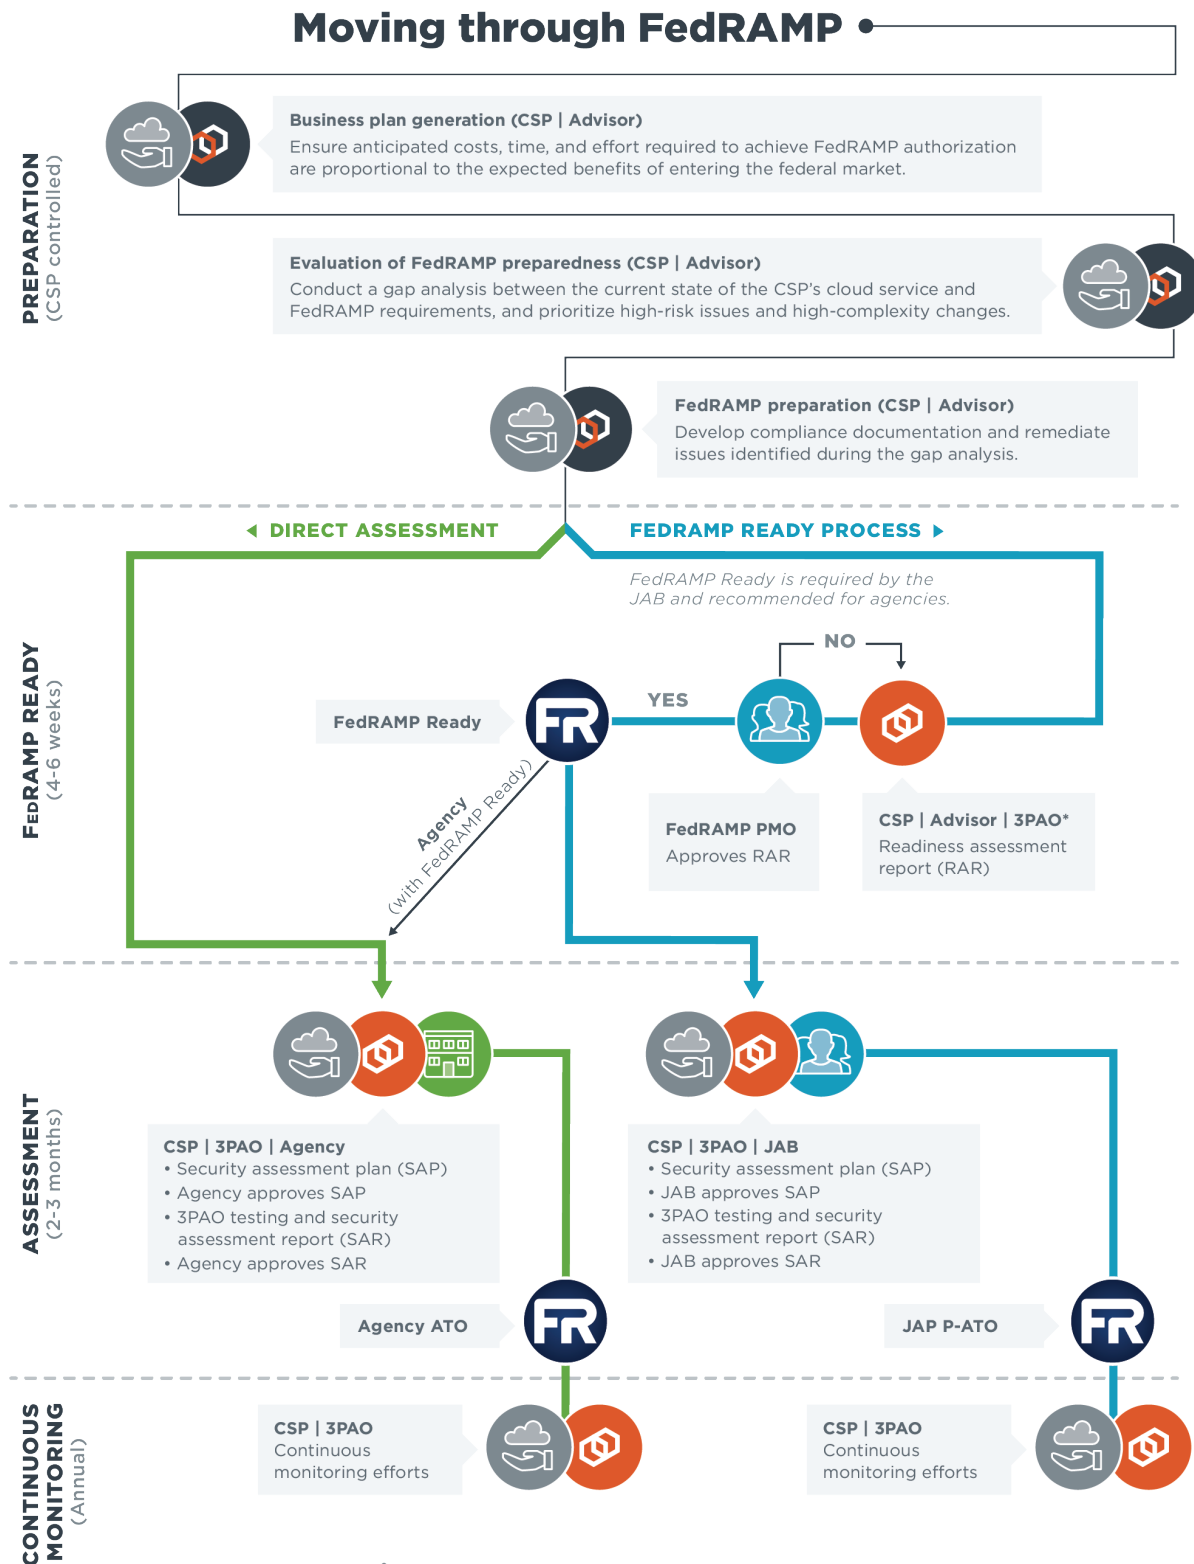 Moving through FedRAMP
PREPARATION
(CSP controlled)
Business plan generation (CSP | Advisor)
Ensure anticipated costs, time, and effort required to achieve FedRAMP authorization
are proportional to the expected benefits of entering the federal market.
Evaluation of FedRAMP preparedness (CSP | Advisor)
Conduct a gap analysis between the current state of the CSP's cloud service and
FedRAMP requirements, and prioritize high-risk issues and high-complexity changes.
FedRAMP preparation (CSP | Advisor)
Develop compliance documentation and remediate
issues identified during the gap analysis.
FEDRAMP READY
(4-6 weeks)
DIRECT ASSESSMENT
FEDRAMP READY PROCESS
FedRAMP Ready is required by the
JAB and recommended for agencies.
NO
YES
FedRAMP Ready
FR
Agency
(with FedRAMP Ready)
FedRAMP PMO
Approves RAR
CSP | Advisor | 3PAO*
Readiness assessment
report (RAR)
ASSESSMENT
(2-3 months)
CSP | 3PAO | Agency
• Security assessment plan (SAP)
• Agency approves SAP
• 3PAO testing and security
assessment report (SAR)
• Agency approves SAR
CSP | 3PAO | JAB
• Security assessment plan (SAP)
• JAB approves SAP
• 3PAO testing and security
assessment report (SAR)
• JAB approves SAR
Agency ATO
FR
JAP P-ATO
FR
CONTINUOUS
MONITORING
(Annual)
CSP | 3PAO
Continuous
monitoring efforts
CSP | 3PAO
Continuous
monitoring efforts